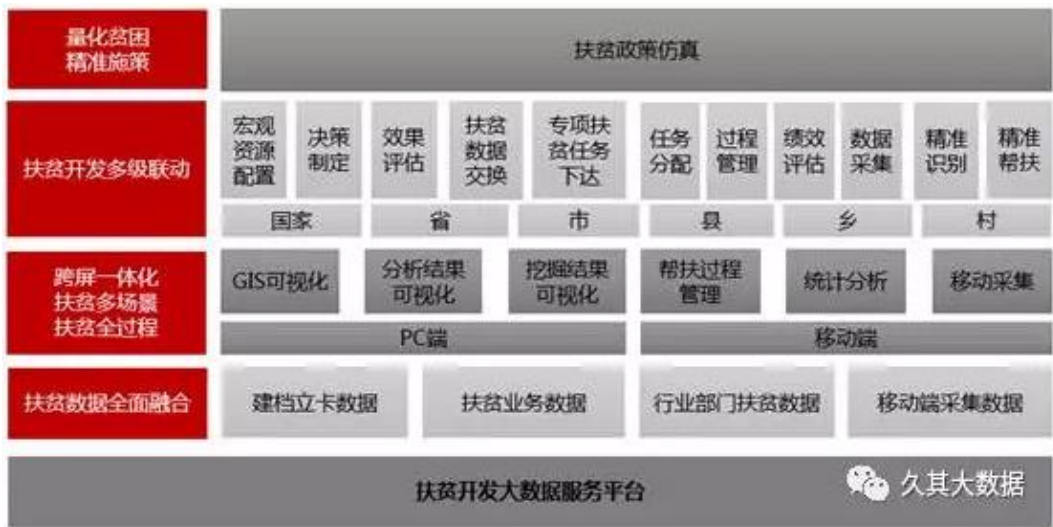 量化贫困
精准施策
扶贫政策仿真
扶贫开发多级联动
宏观
资源
配置
决策
制定
效果
评估
扶贫
数据
交换
专项扶
贫任务
下达
任务
分配
过程
管理
绩效
评估
数据
采集
精准
识别
精准
帮扶
国家
省
市
县
乡
村
跨屏一体化
扶贫多场景
扶贫全过程
GIS可视化
分析结果
可视化
挖掘结果
可视化
帮扶过程
管理
统计分析
移动采集
PC端
移动端
扶贫数据全面融合
建档立卡数据
扶贫业务数据
行业部门扶贫数据
移动端采集数据
扶贫开发大数据服务平台
久其大数据